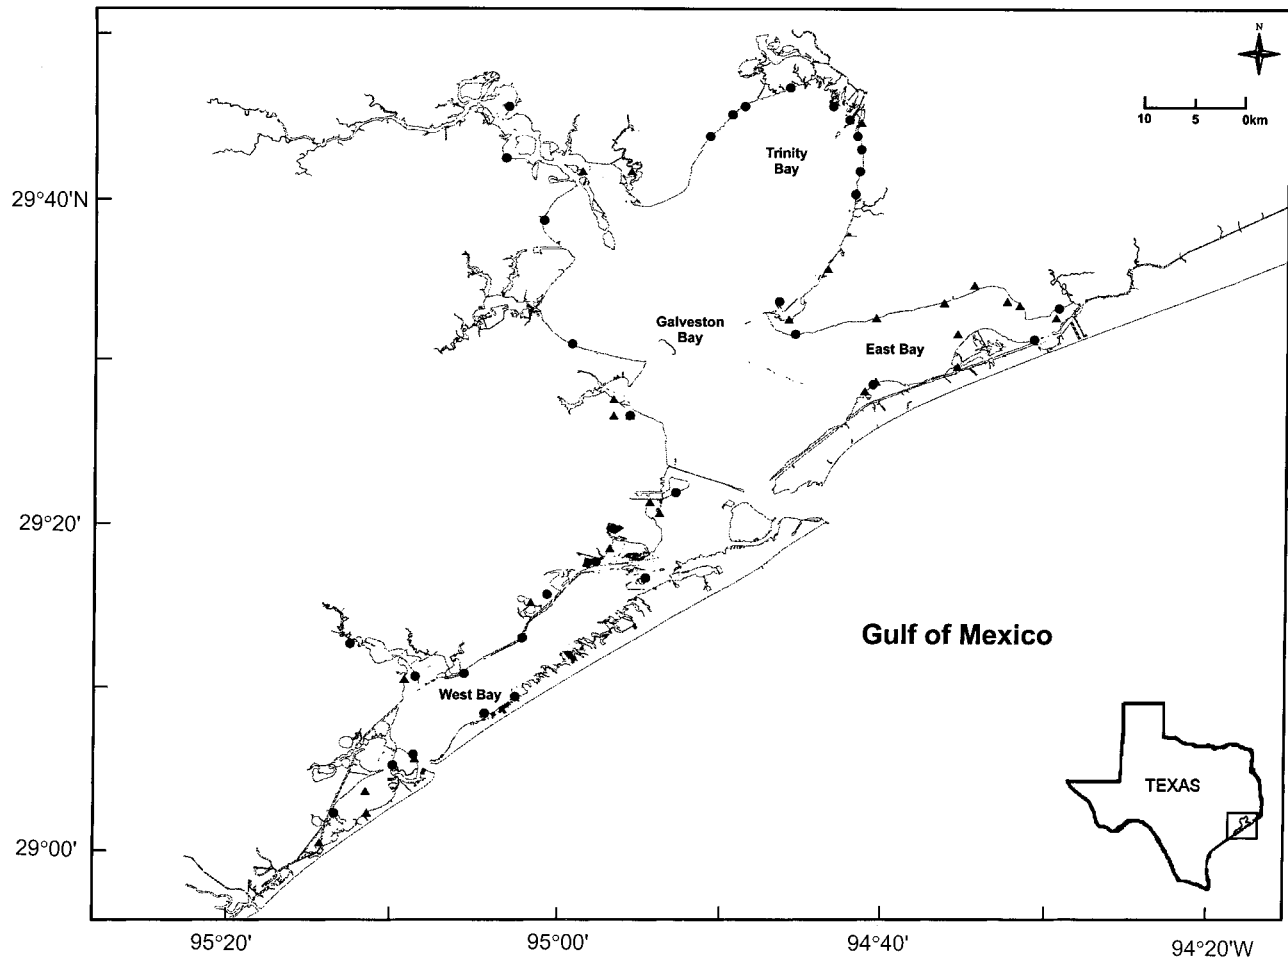 N
10 5 0km
Trinity
Bay
29°40'N
Galveston
Bay
East Bay
29°20'
Gulf of Mexico
West Bay
TEXAS
29°00'
95°20' 95°00' 94°40' 94°20'W